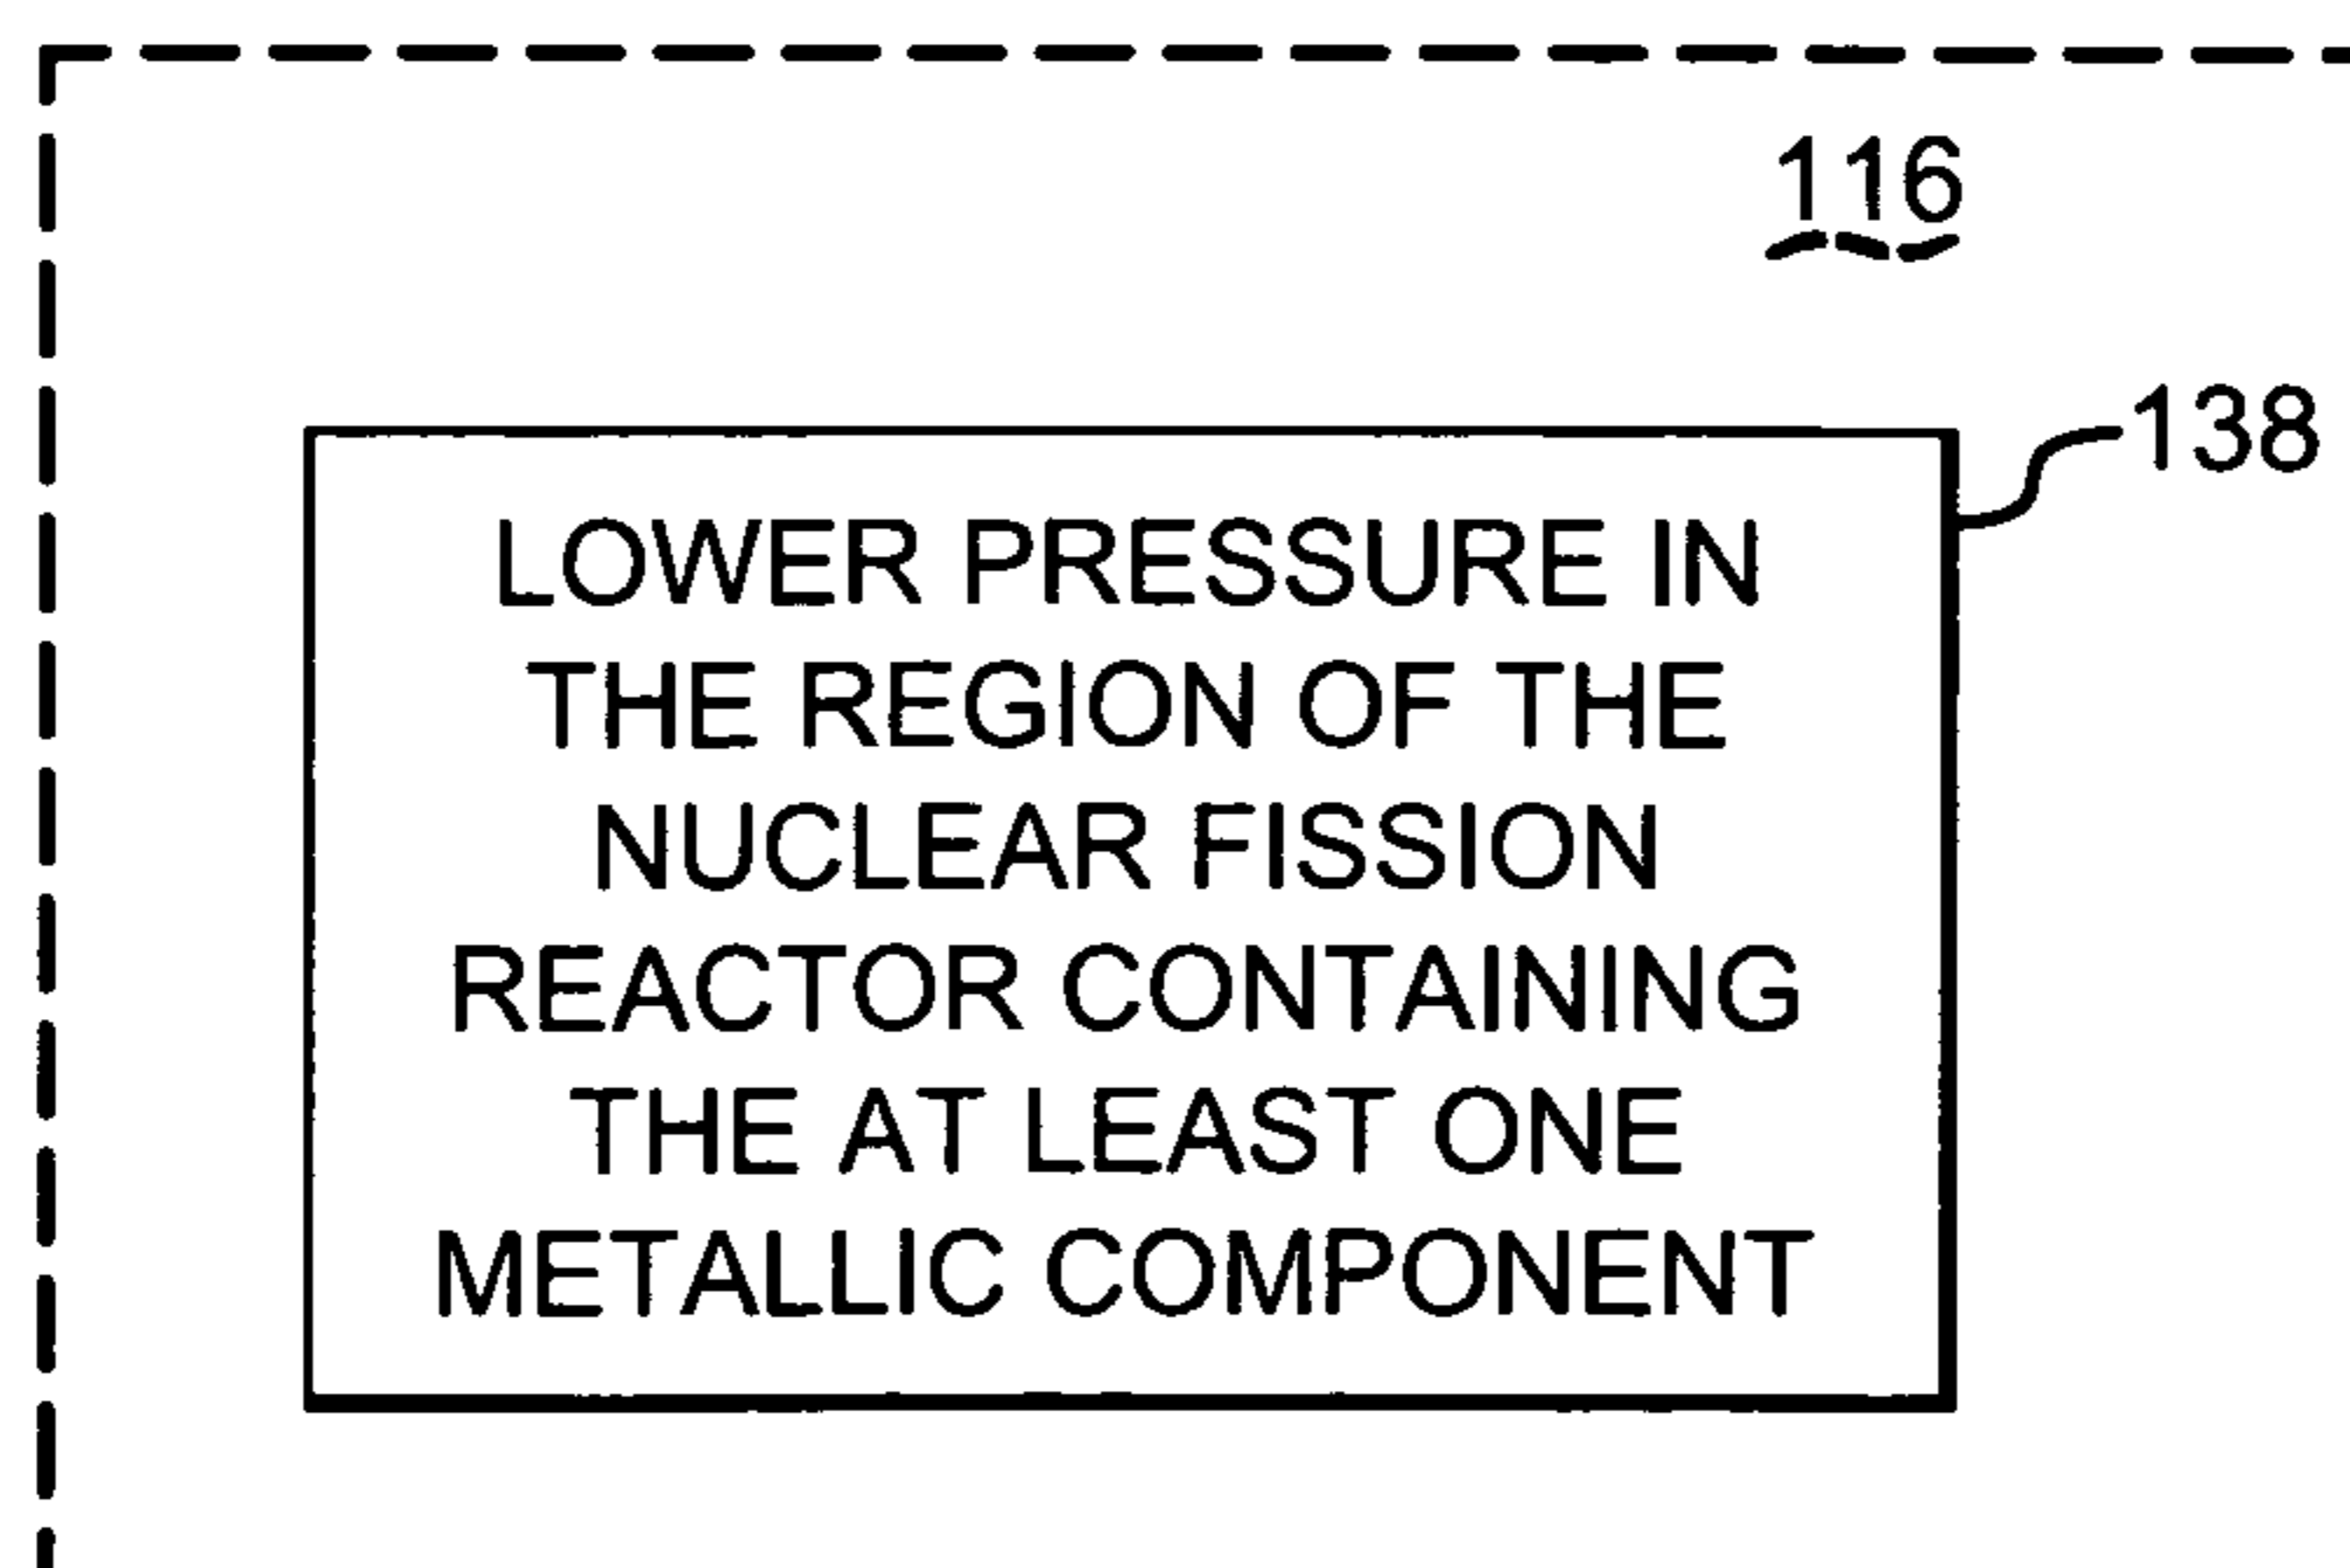 116
138
LOWER PRESSURE IN
THE REGION OF THE
NUCLEAR FISSION
REACTOR CONTAINING
THE AT LEAST ONE
METALLIC COMPONENT